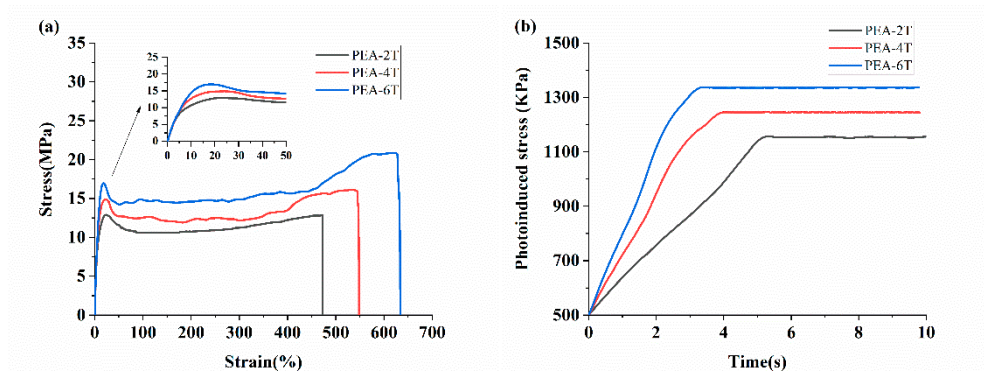 (a)
35
30
25
20
15
10
5
0
Stress(MPa)
25
20
15
10
5
0
0 10 20 30 40 50
PEA-2T
PEA-4T
PEA-6T
0 100 200 300 400 500 600 700
Strain(%)
(b)
1500
1300
1100
900
700
500
Photoinduced stress (KPa)
PEA-2T
PEA-4T
PEA-6T
0 2 4 6 8 10
Time(s)